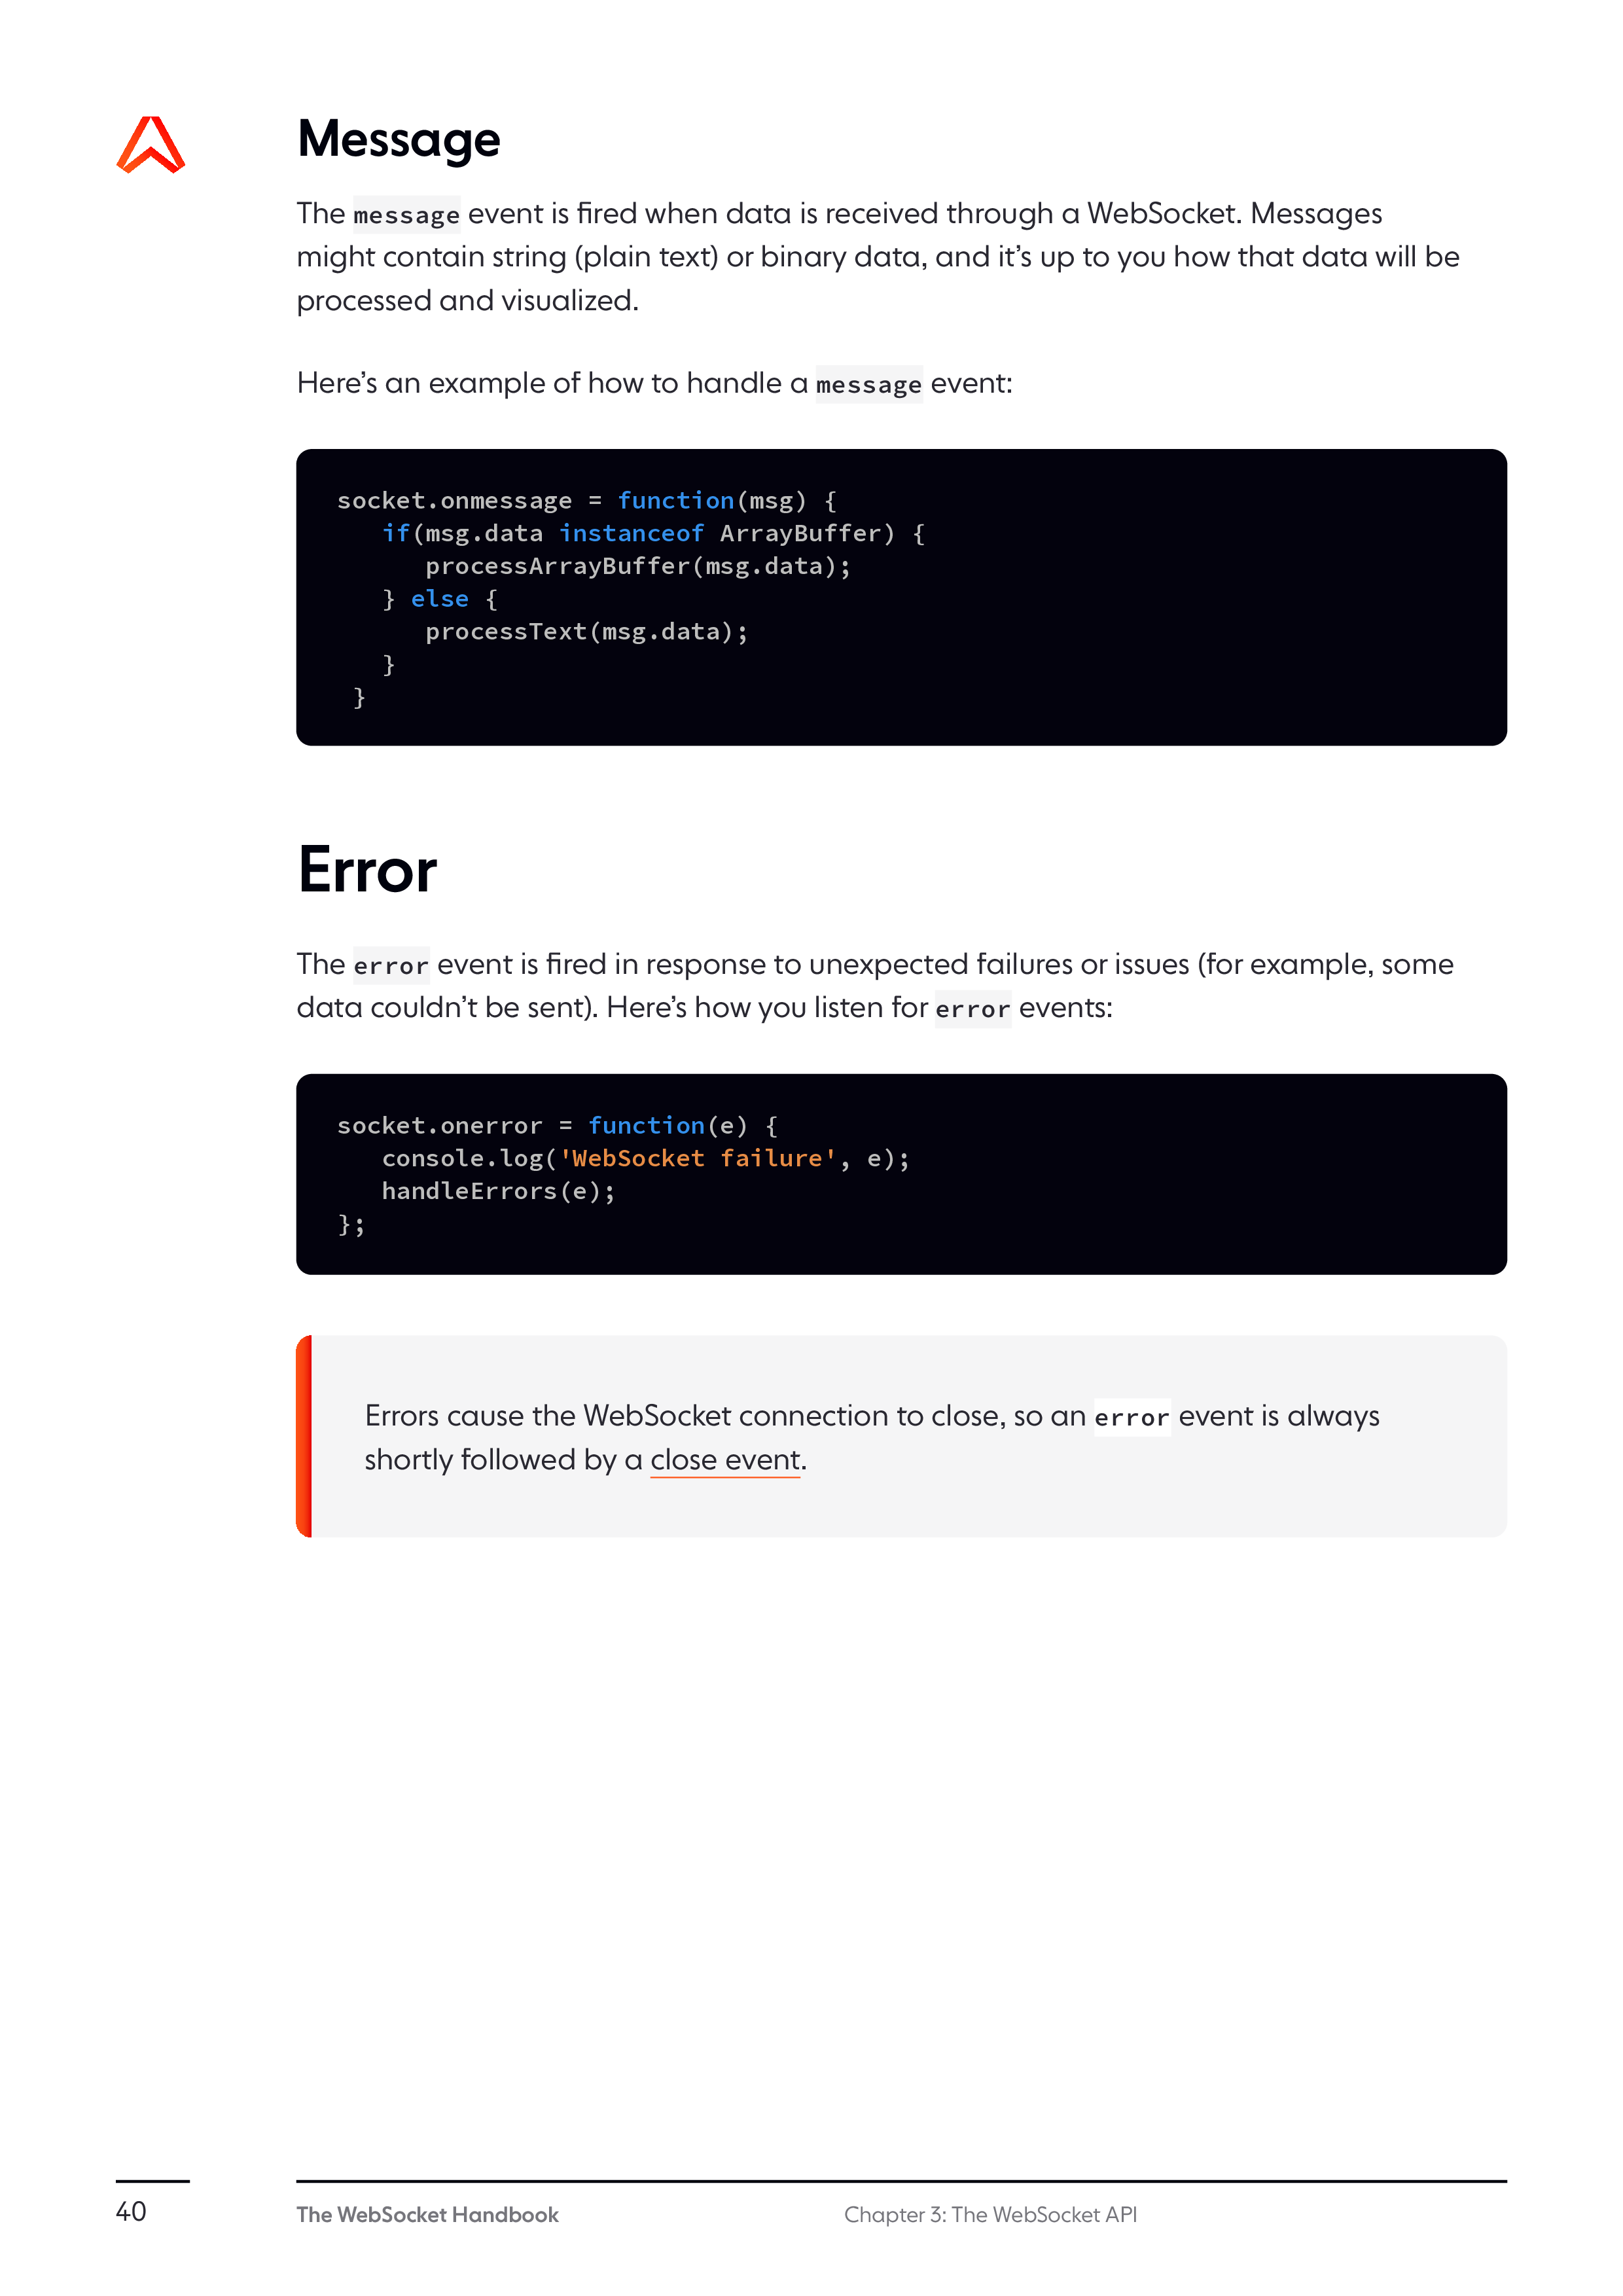 Message
The message event is fired when data is received through a WebSocket. Messages
might contain string (plain text) or binary data, and it’s up to you how that data will be
processed and visualized.
Here’s an example of how to handle a message event:
socket.onmessage = function(msg) {
   if(msg.data instanceof ArrayBuffer) {
      processArrayBuffer(msg.data);
   } else {
      processText(msg.data);
   }
 }
Error
The error event is fired in response to unexpected failures or issues (for example, some
data couldn’t be sent). Here’s how you listen for error events:
socket.onerror = function(e) {
   console.log('WebSocket failure', e);
   handleErrors(e);
};
Errors cause the WebSocket connection to close, so an error event is always
shortly followed by a close event.
40 The WebSocket Handbook Chapter 3: The WebSocket API